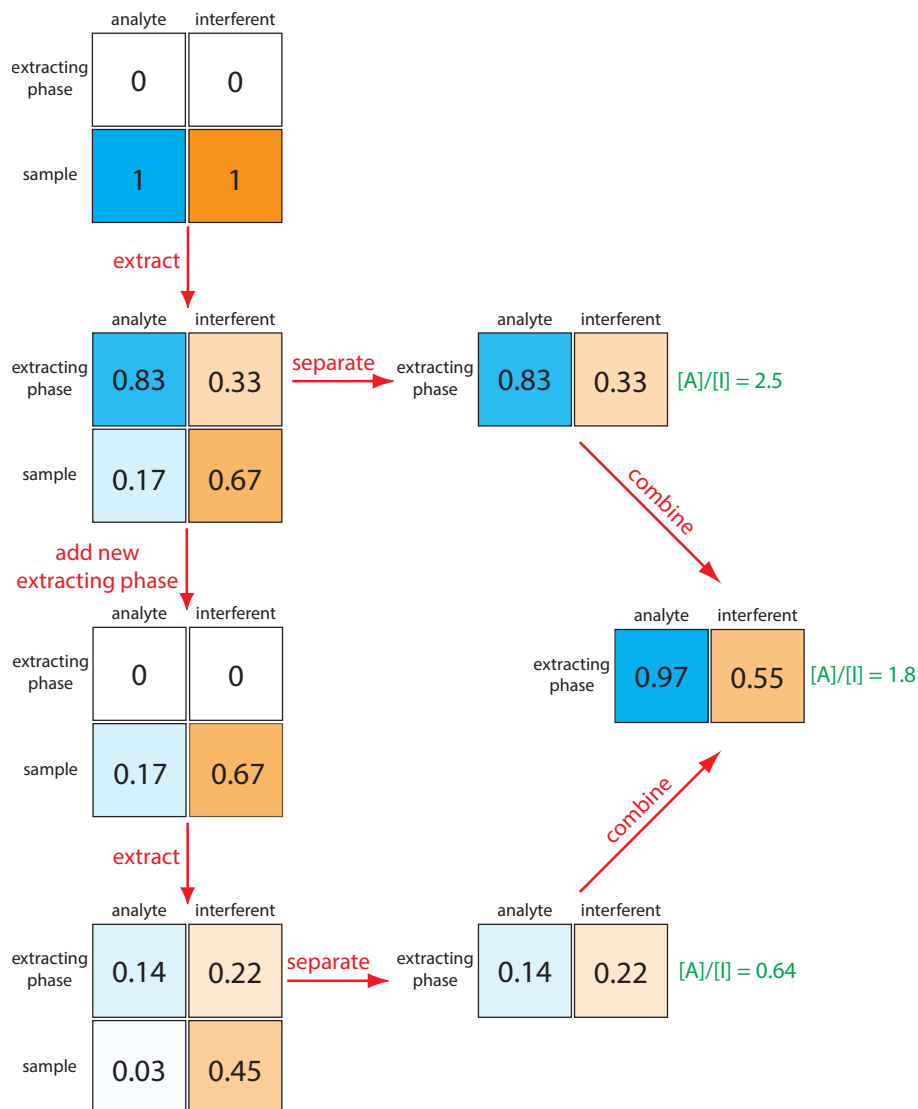 analyte interferent
extracting
phase
0 0
sample
1 1
extract
analyte interferent
extracting
phase
0.83 0.33
sample
0.17 0.67
separate
analyte interferent
extracting
phase
0.83 0.33
[A]/[I] = 2.5
combine
add new
extracting phase
analyte interferent
extracting
phase
0 0
sample
0.17 0.67
analyte interferent
extracting
phase
0.97 0.55
[A]/[I] = 1.8
combine
extract
analyte interferent
extracting
phase
0.14 0.22
sample
0.03 0.45
separate
analyte interferent
extracting
phase
0.14 0.22
[A]/[I] = 0.64